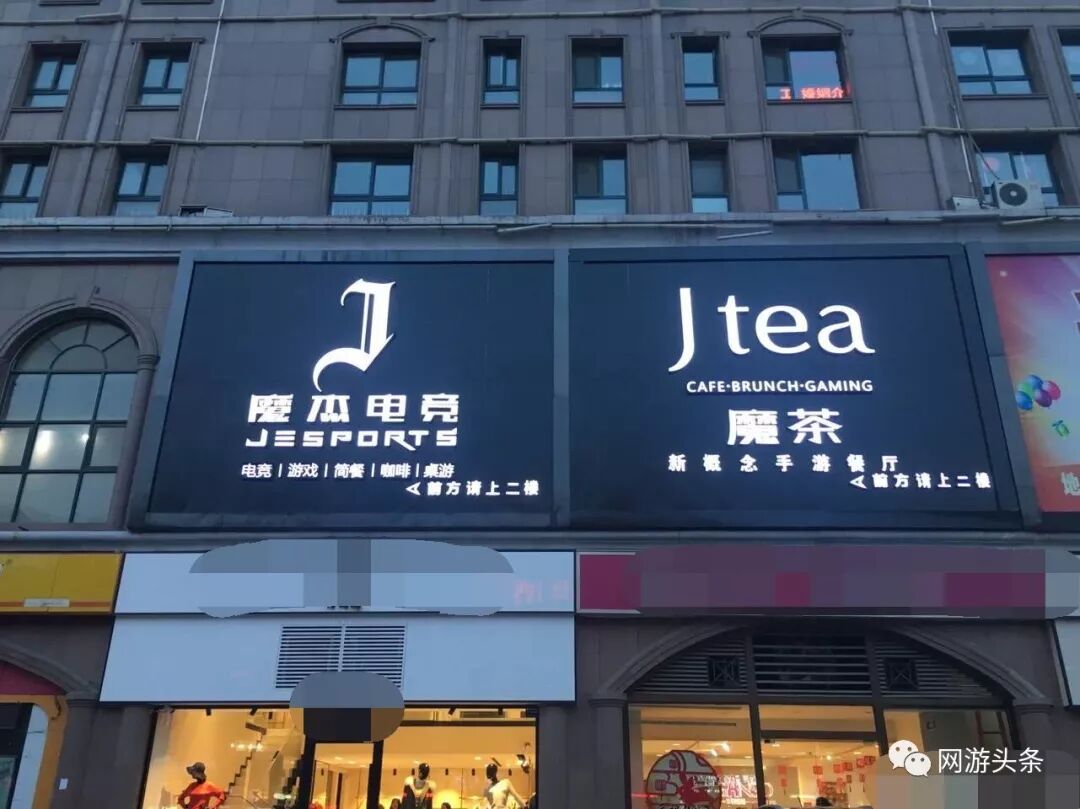 J
魔杰电竞
JESPORTS
电竞 | 游戏 | 简餐 | 咖啡 | 桌游
前方请上二楼
J tea
CAFE·BRUNCH·GAMING
魔茶
新概念手游餐厅
前方请上二楼
地
网游头条